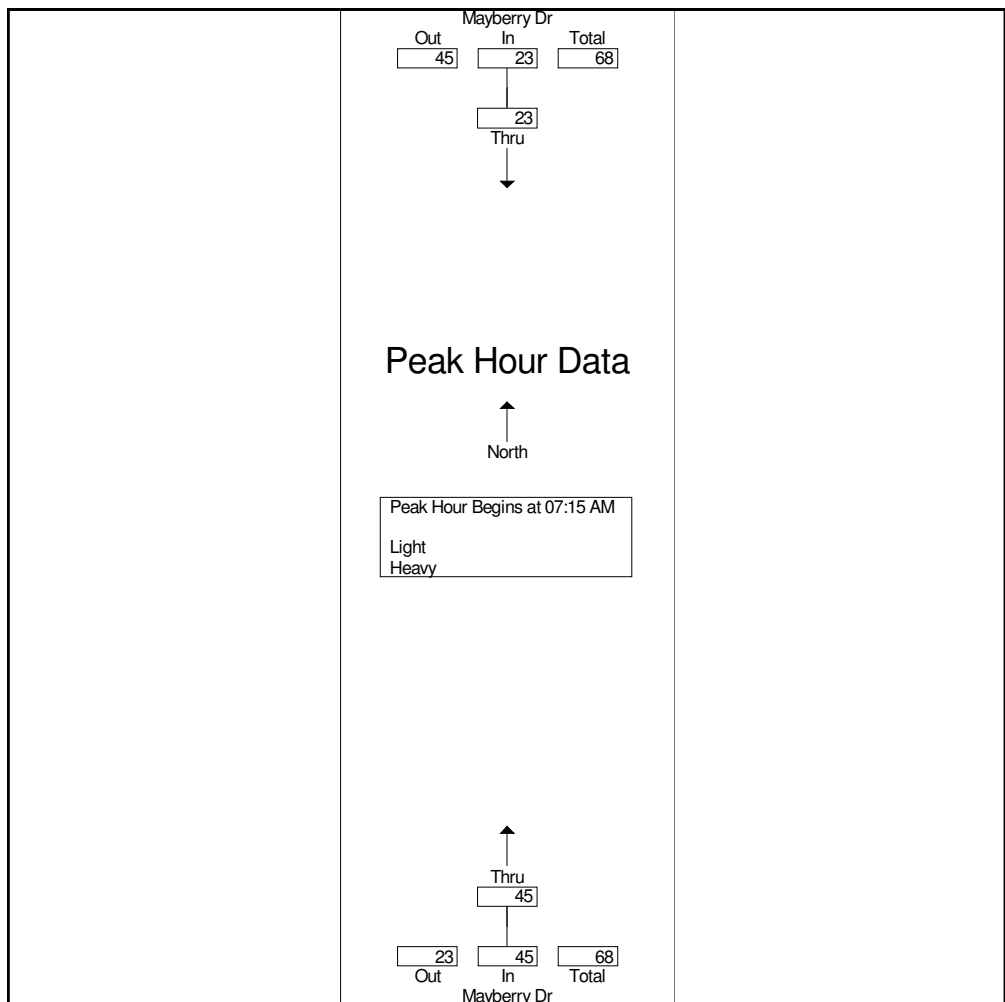 Mayberry Dr
Out In Total
45 23 68
23
Thru
Peak Hour Data
North
Peak Hour Begins at 07:15 AM
Light
Heavy
Thru
45
23 45 68
Out In Total
Mayberry Dr